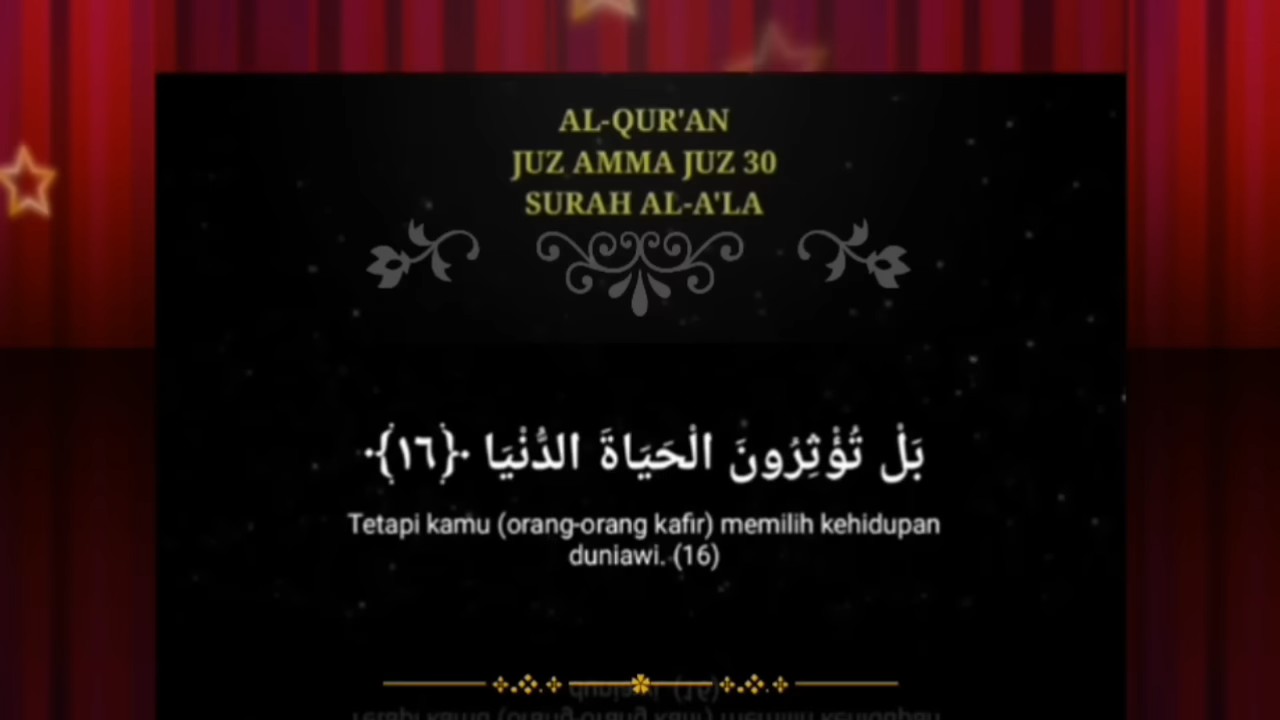 AL-QUR'AN
JUZ AMMA JUZ 30
SURAH AL-A'LA
بَلْ تُؤْثِرُونَ الْحَيَاةَ الدُّنْيَا ﴿١٦﴾
Tetapi kamu (orang-orang kafir) memilih kehidupan
duniawi. (16)